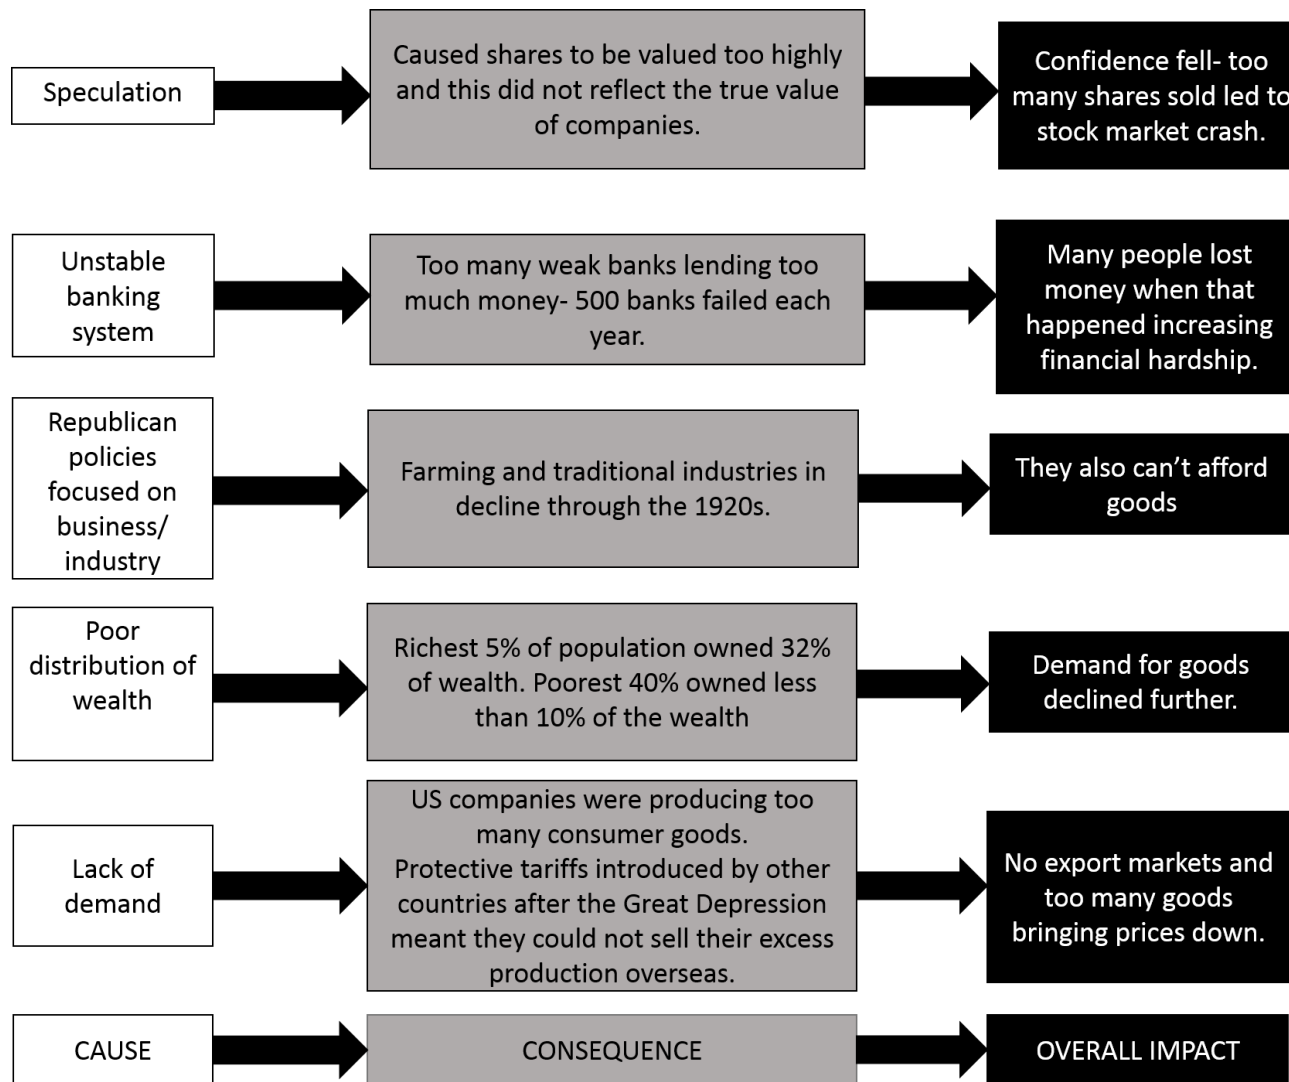 Speculation
Caused shares to be valued too highly
and this did not reflect the true value
of companies.
Confidence fell- too
many shares sold led to
stock market crash.
Unstable
banking
system
Too many weak banks lending too
much money- 500 banks failed each
year.
Many people lost
money when that
happened increasing
financial hardship.
Republican
policies
focused on
business/
industry
Farming and traditional industries in
decline through the 1920s.
They also can’t afford
goods
Poor
distribution of
wealth
Richest 5% of population owned 32%
of wealth. Poorest 40% owned less
than 10% of the wealth
Demand for goods
declined further.
Lack of
demand
US companies were producing too
many consumer goods.
Protective tariffs introduced by other
countries after the Great Depression
meant they could not sell their excess
production overseas.
No export markets and
too many goods
bringing prices down.
CAUSE
CONSEQUENCE
OVERALL IMPACT